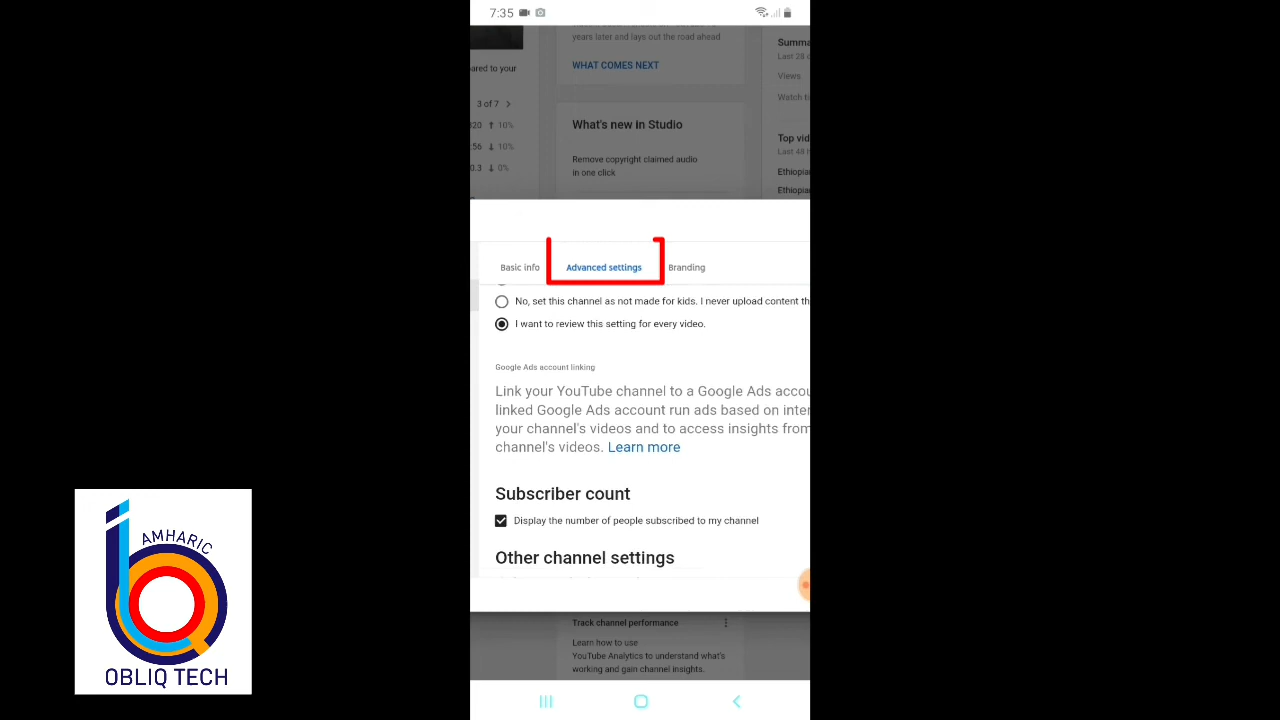 7:35
years later and lays out the road ahead
WHAT COMES NEXT
ared to your
3 of 7
320 ↑ 10%
:56 ↓ 10%
0.3 ↓ 0%
What's new in Studio
Remove copyright claimed audio
in one click
Summa
Last 28 d
Views
Watch ti
Top vid
Last 48 h
Ethiopian
Ethiopian
Basic info
Advanced settings
Branding
No, set this channel as not made for kids. I never upload content th
I want to review this setting for every video.
Google Ads account linking
Link your YouTube channel to a Google Ads accou
linked Google Ads account run ads based on inter
your channel's videos and to access insights from
channel's videos. Learn more
Subscriber count
Display the number of people subscribed to my channel
Other channel settings
Track channel performance
Learn how to use
YouTube Analytics to understand what's
working and gain channel insights.
AMHARIC
OBLIQ TECH